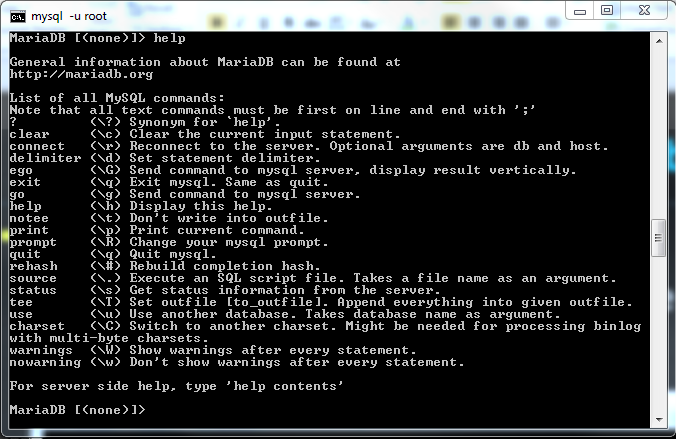 mysql -u root
MariaDB [(none)]> help
General information about MariaDB can be found at
http://mariadb.org
List of all MySQL commands:
Note that all text commands must be first on line and end with ';'
?         (\?) Synonym for `help'.
clear     (\c) Clear the current input statement.
connect   (\r) Reconnect to the server. Optional arguments are db and host.
delimiter (\d) Set statement delimiter.
ego       (\G) Send command to mysql server, display result vertically.
exit      (\q) Exit mysql. Same as quit.
go        (\g) Send command to mysql server.
help      (\h) Display this help.
notee     (\t) Don't write into outfile.
print     (\p) Print current command.
prompt    (\R) Change your mysql prompt.
quit      (\q) Quit mysql.
rehash    (\#) Rebuild completion hash.
source    (\.) Execute an SQL script file. Takes a file name as an argument.
status    (\s) Get status information from the server.
tee       (\T) Set outfile [to_outfile]. Append everything into given outfile.
use       (\u) Use another database. Takes database name as argument.
charset   (\C) Switch to another charset. Might be needed for processing binlog
with multi-byte charsets.
warnings  (\W) Show warnings after every statement.
nowarning (\w) Don't show warnings after every statement.
For server side help, type 'help contents'
MariaDB [(none)]>